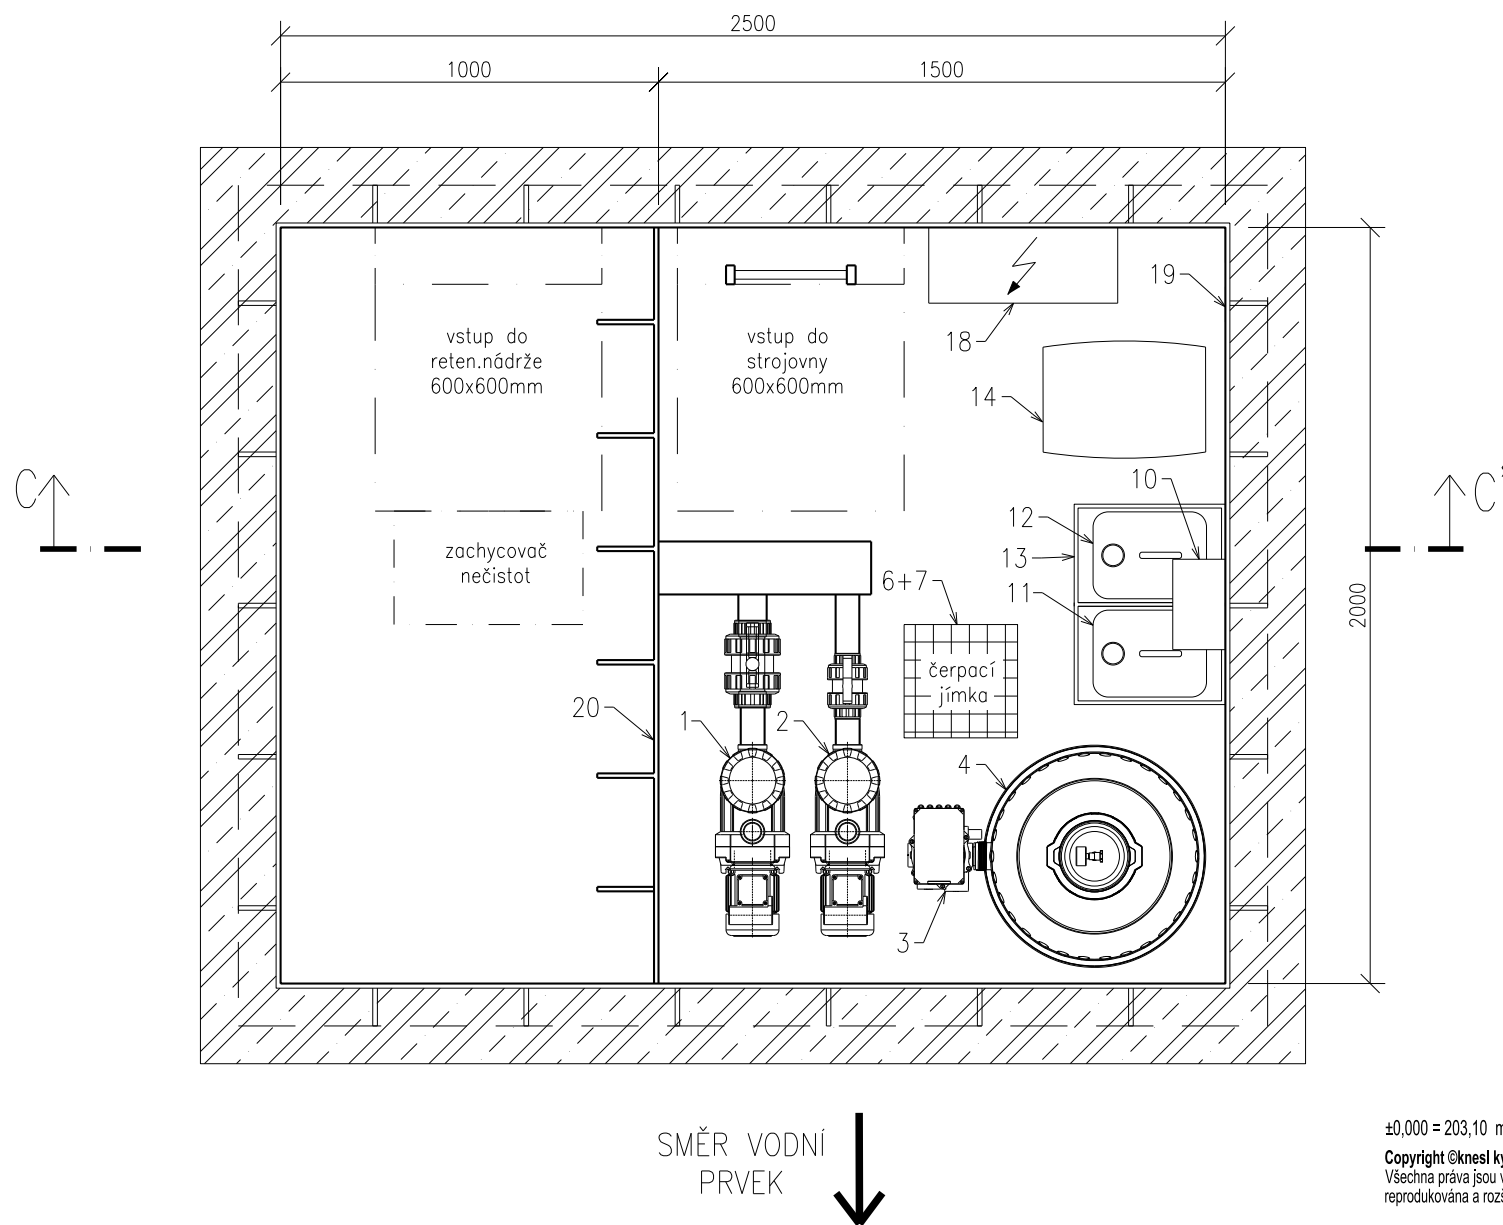 2500
1000
1500
19
18
vstup do
reten.nádrže
600x600mm
vstup do
strojovny
600x600mm
14
C
10
C'
12
13
11
zachycovač
nečistot
6+7
2000
čerpací
jímka
20
1
2
4
3
SMĚR VODNÍ
PRVEK
±0,000 = 203,10 m
Copyright ©knesl ky
Všechna práva jsou v
reprodukována a rozš